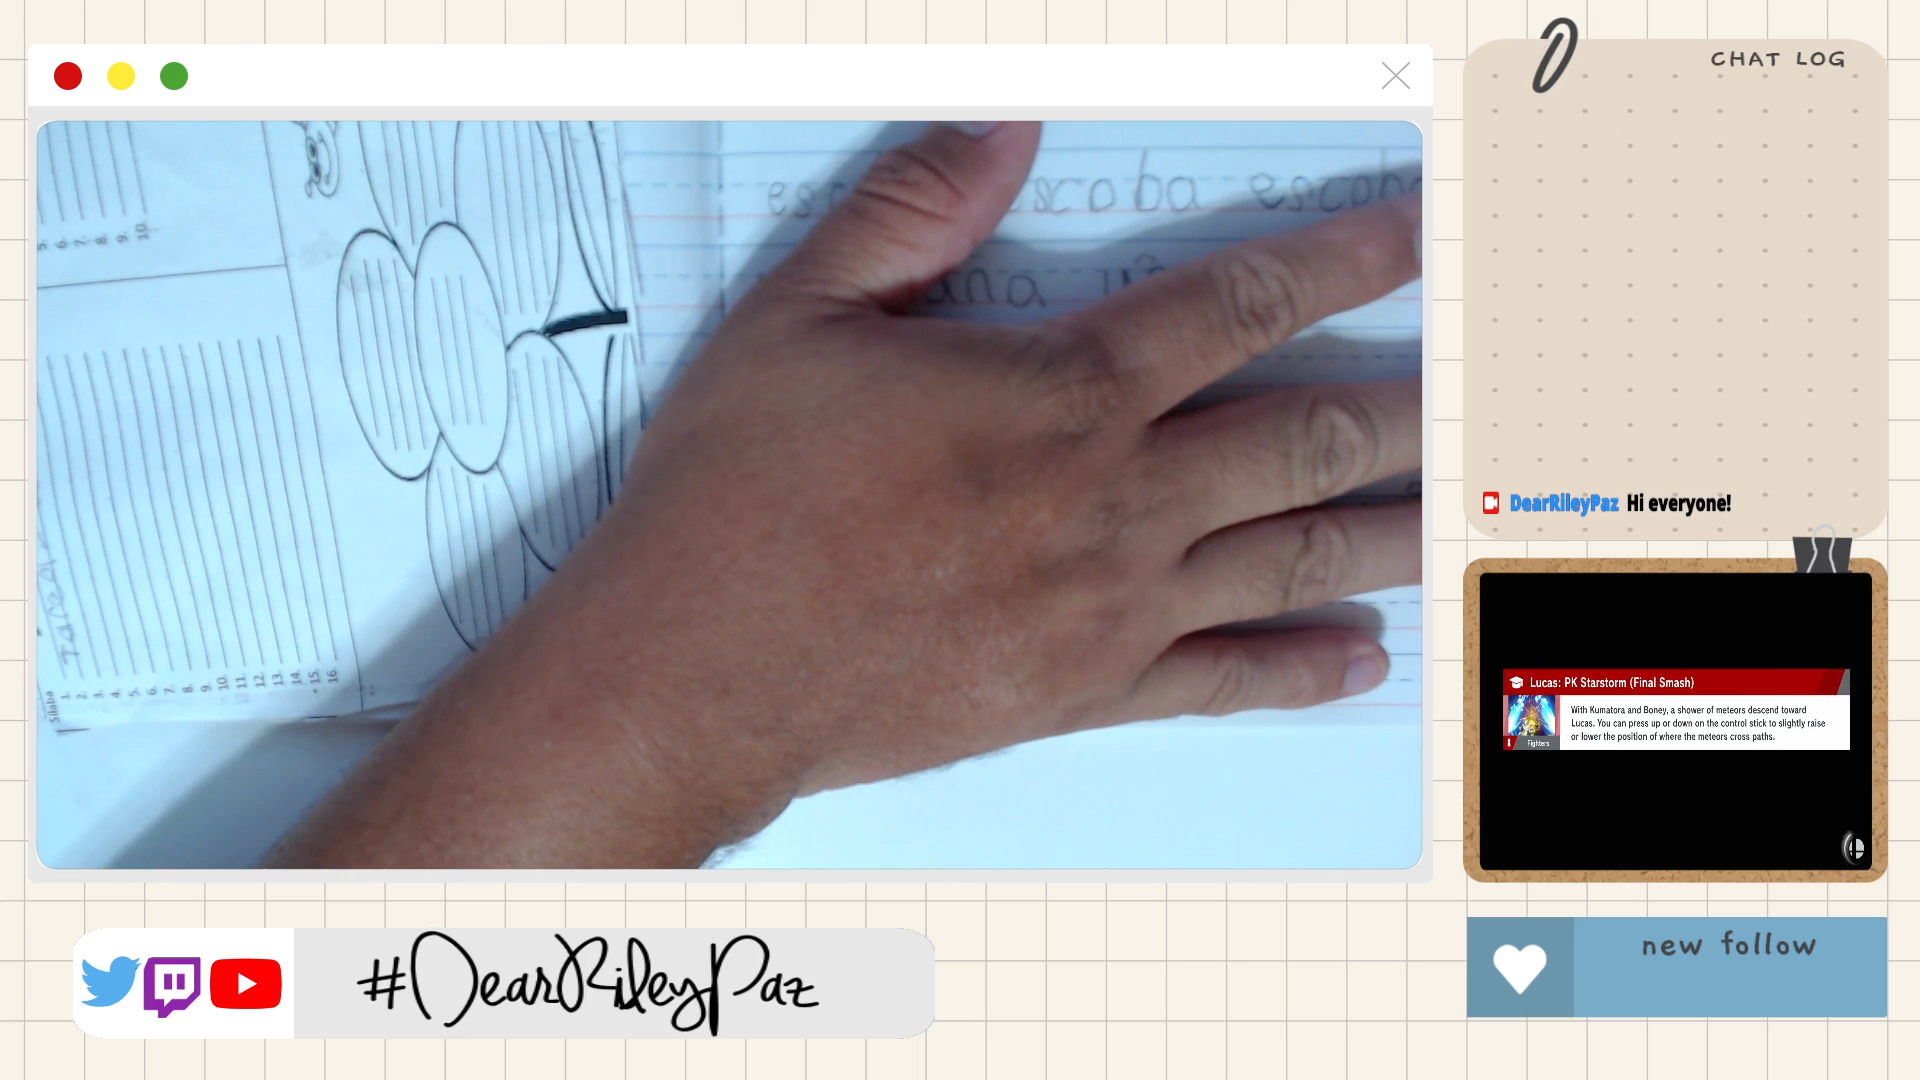 CHAT LOG
DearRileyPaz Hi everyone!
Lucas: PK Starstorm (Final Smash)
With Kumatora and Boney, a shower of meteors descend toward
Lucas. You can press up or down on the control stick to slightly raise
or lower the position of where the meteors cross paths.
Fighters
new follow
#DearRileyPaz
escoba
5.
6.
7.
8.
9.
10.
Sílaba
1.
2.
3.
4.
5.
6.
7.
8.
9.
10.
11.
12.
13.
14.
15.
16.